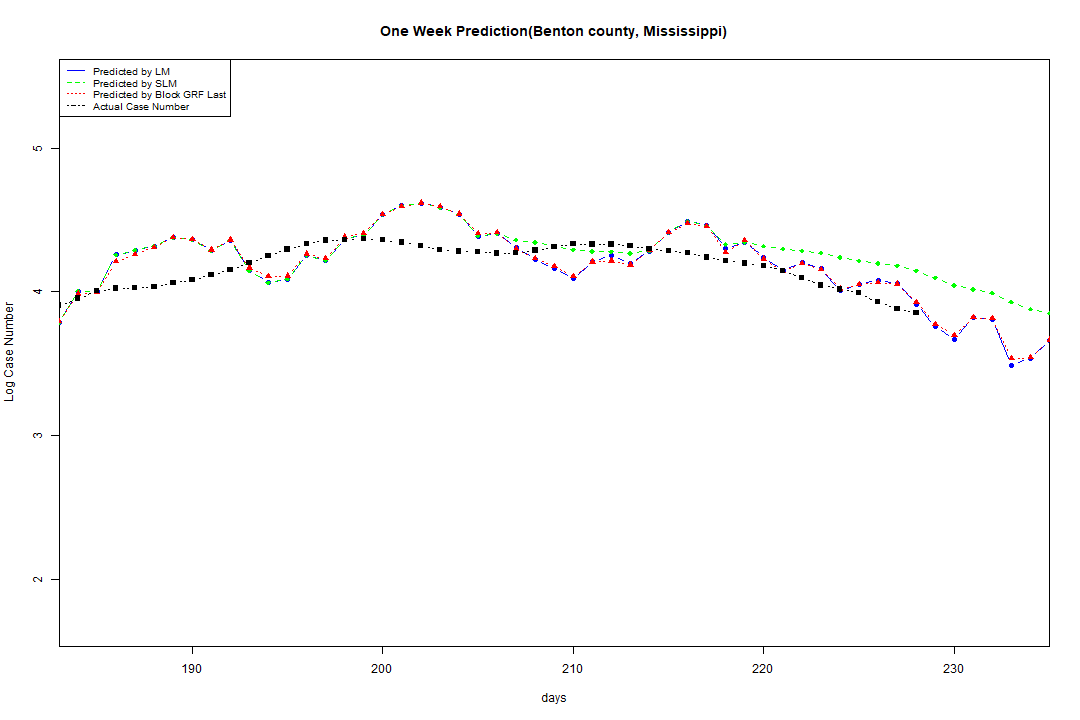 One Week Prediction(Benton county, Mississippi)
Predicted by LM
Predicted by SLM
Predicted by Block GRF Last
Actual Case Number
5
4
3
2
Log Case Number
190 200 210 220 230
days